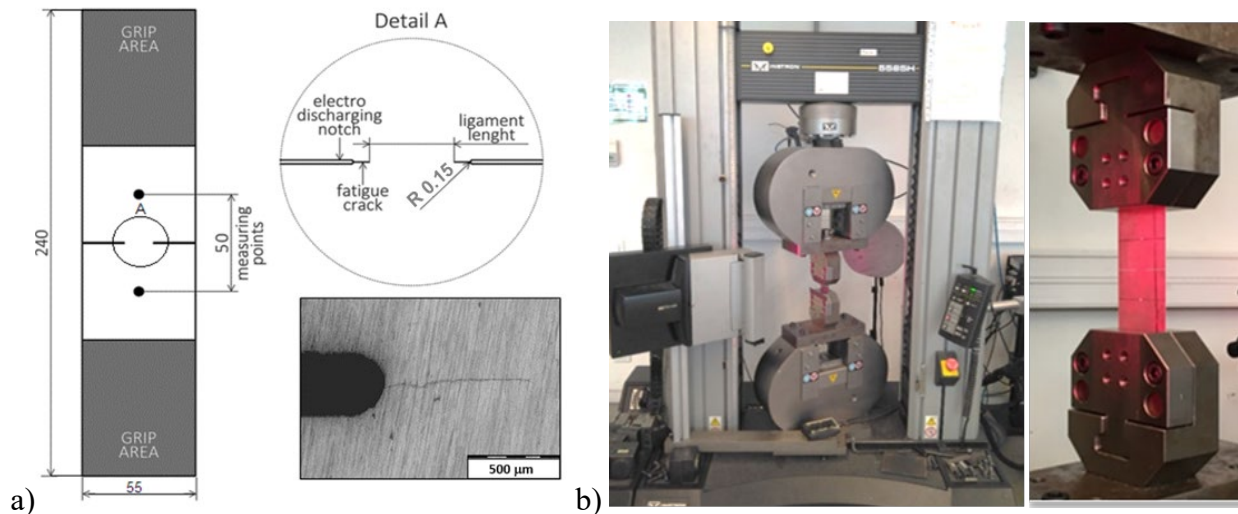 GRIP
AREA
Detail A
electro
discharging
notch
ligament
lenght
fatigue
crack
R 0.15
A
50
measuring
points
240
GRIP
AREA
55
500 µm
a)
b)
INSTRON
5585H